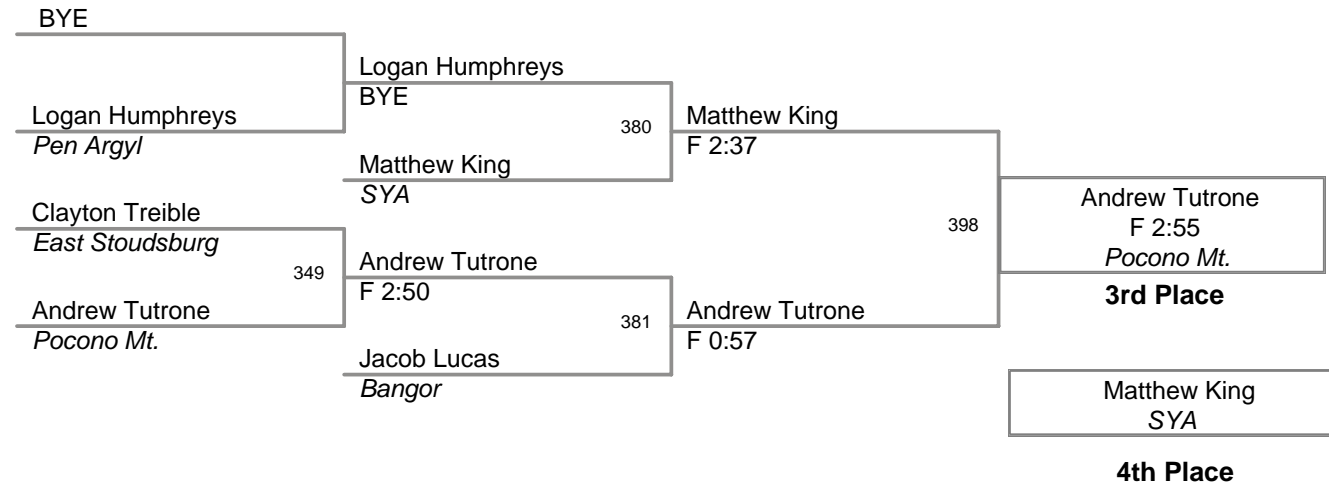 BYE
Logan Humphreys
BYE
Logan Humphreys
Pen Argyl
380
Matthew King
F 2:37
Matthew King
SYA
Clayton Treible
East Stoudsburg
398
Andrew Tutrone
F 2:55
Pocono Mt.
3rd Place
349
Andrew Tutrone
F 2:50
Andrew Tutrone
Pocono Mt.
381
Andrew Tutrone
F 0:57
Jacob Lucas
Bangor
Matthew King
SYA
4th Place